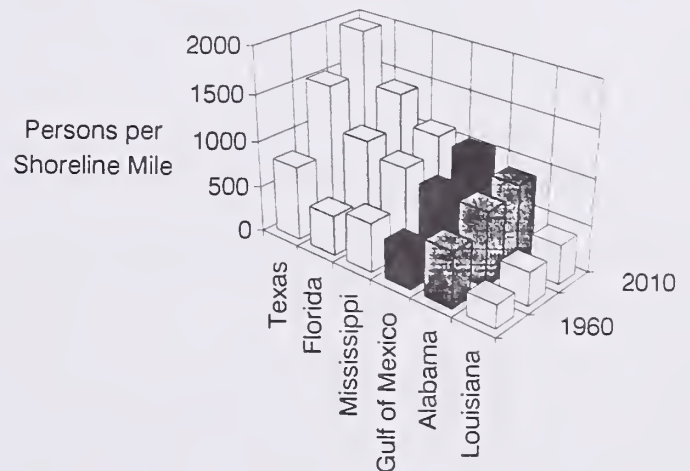 2000
1500
Persons per
Shoreline Mile
1000
500
0
Texas
Florida
Mississippi
Gulf of Mexico
Alabama
Louisiana
1960
2010